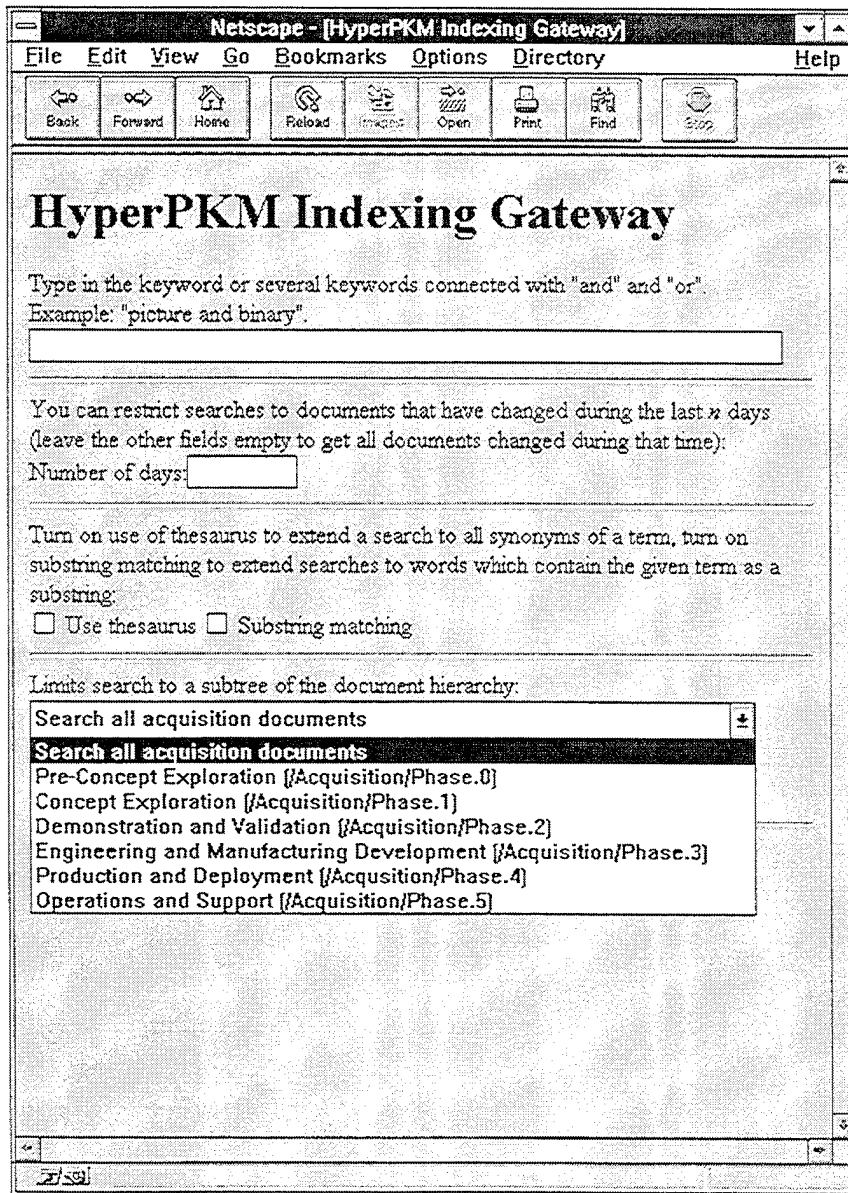 Netscape - [HyperPKM Indexing Gateway]
File Edit View Go Bookmarks Options Directory Help
Back Forward Home Reload Images Open Print Find Stop
HyperPKM Indexing Gateway
Type in the keyword or several keywords connected with "and" and "or".
Example: "picture and binary".
You can restrict searches to documents that have changed during the last n days
(leave the other fields empty to get all documents changed during that time):
Number of days:
Turn on use of thesaurus to extend a search to all synonyms of a term, turn on
substring matching to extend searches to words which contain the given term as a
substring:
Use thesaurus Substring matching
Limits search to a subtree of the document hierarchy:
Search all acquisition documents
Search all acquisition documents
Pre-Concept Exploration [/Acquisition/Phase.0]
Concept Exploration [/Acquisition/Phase.1]
Demonstration and Validation [/Acquisition/Phase.2]
Engineering and Manufacturing Development [/Acquisition/Phase.3]
Production and Deployment [/Acqusition/Phase.4]
Operations and Support [/Acquisition/Phase.5]